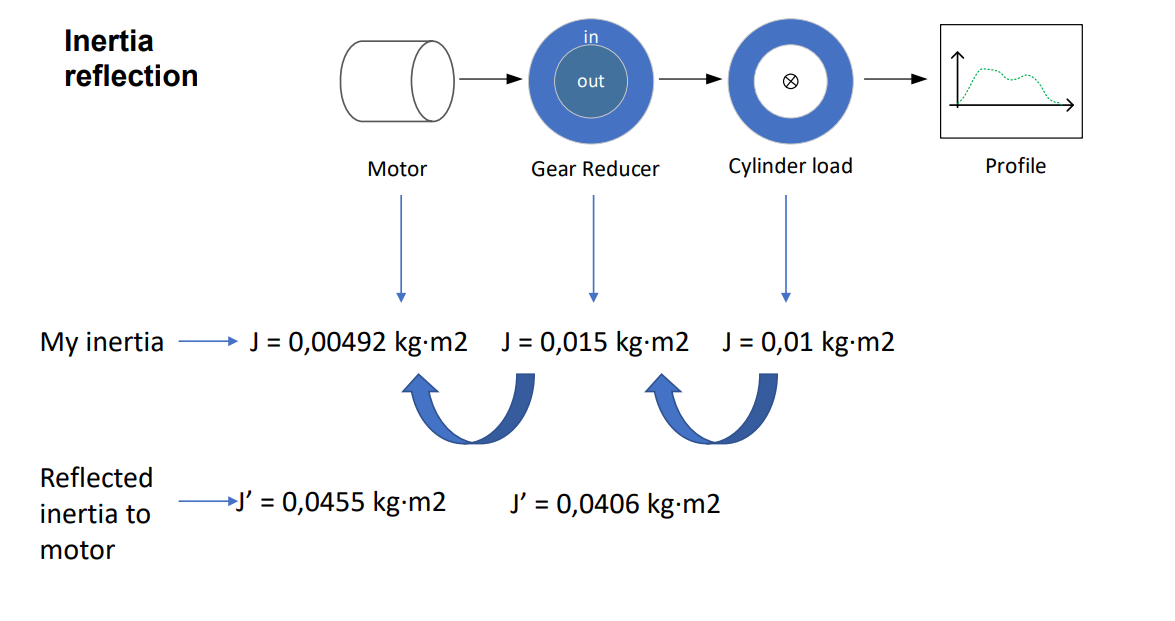 Inertia
reflection
in
out
Motor
Gear Reducer
Cylinder load
Profile
My inertia
J = 0,00492 kg·m2
J = 0,015 kg·m2
J = 0,01 kg·m2
Reflected
inertia to
motor
J’ = 0,0455 kg·m2
J’ = 0,0406 kg·m2